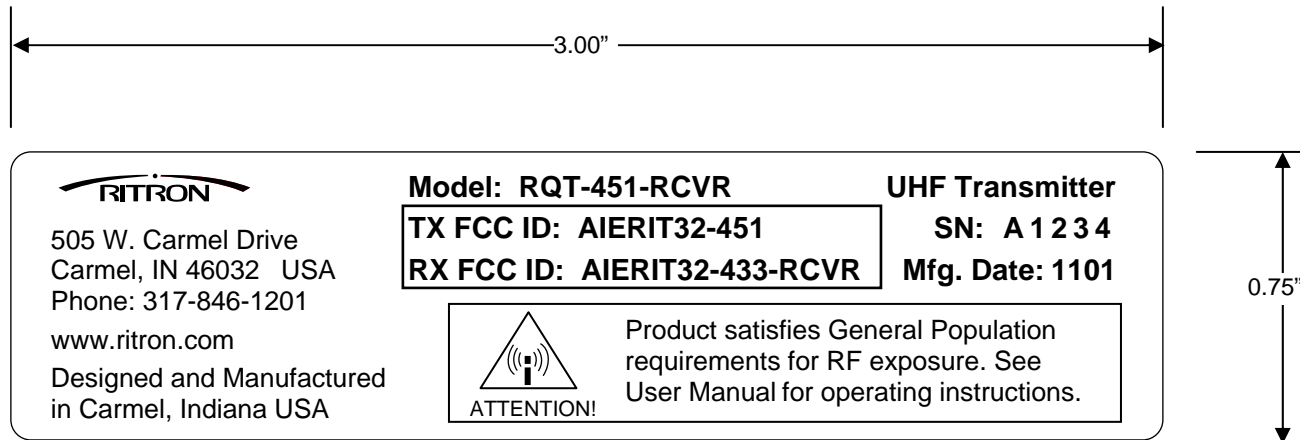 3.00”
RITRON
505 W. Carmel Drive
Carmel, IN 46032 USA
Phone: 317-846-1201
www.ritron.com
Designed and Manufactured
in Carmel, Indiana USA
Model: RQT-451-RCVR
TX FCC ID: AIERIT32-451
RX FCC ID: AIERIT32-433-RCVR
UHF Transmitter
SN: A 1 2 3 4
Mfg. Date: 1101
ATTENTION!
Product satisfies General Population
requirements for RF exposure. See
User Manual for operating instructions.
0.75”